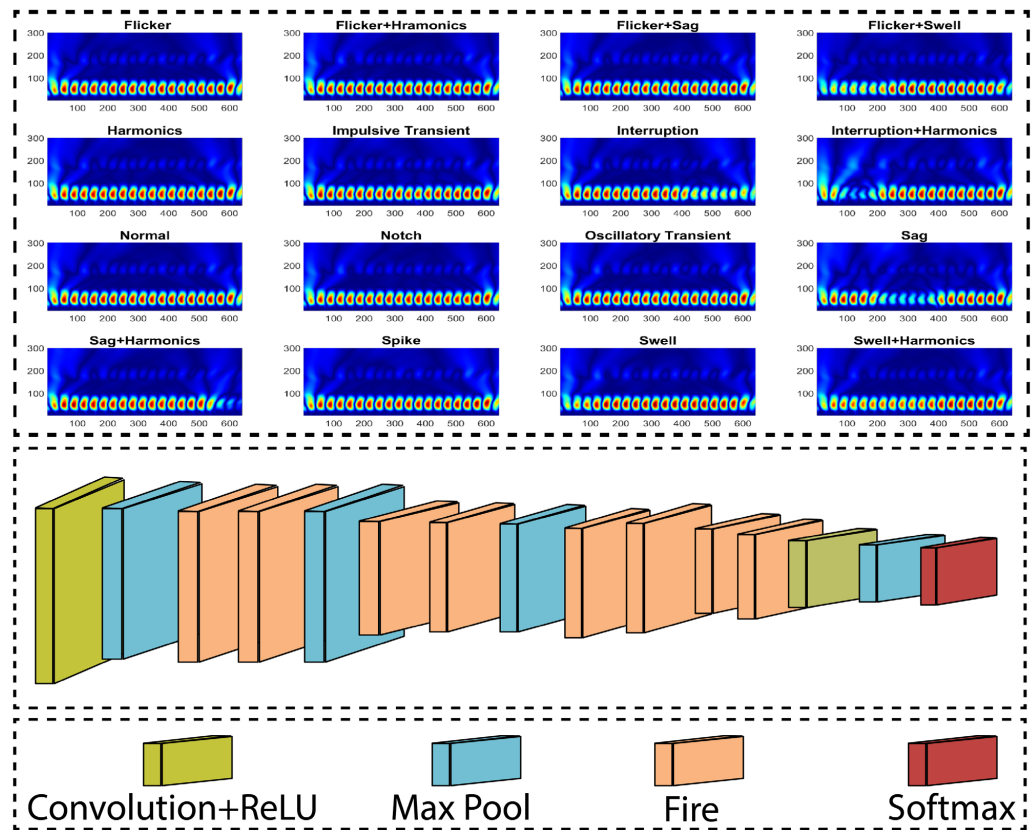 Flicker
Flicker+Hramonics
Flicker+Sag
Flicker+Swell
300
200
100
100 200 300 400 500 600
300
200
100
100 200 300 400 500 600
300
200
100
100 200 300 400 500 600
300
200
100
100 200 300 400 500 600
Harmonics
Impulsive Transient
Interruption
Interruption+Harmonics
300
200
100
100 200 300 400 500 600
300
200
100
100 200 300 400 500 600
300
200
100
100 200 300 400 500 600
300
200
100
100 200 300 400 500 600
Normal
Notch
Oscillatory Transient
Sag
300
200
100
100 200 300 400 500 600
300
200
100
100 200 300 400 500 600
300
200
100
100 200 300 400 500 600
300
200
100
100 200 300 400 500 600
Sag+Harmonics
Spike
Swell
Swell+Harmonics
300
200
100
100 200 300 400 500 600
300
200
100
100 200 300 400 500 600
300
200
100
100 200 300 400 500 600
300
200
100
100 200 300 400 500 600
Convolution+ReLU
Max Pool
Fire
Softmax